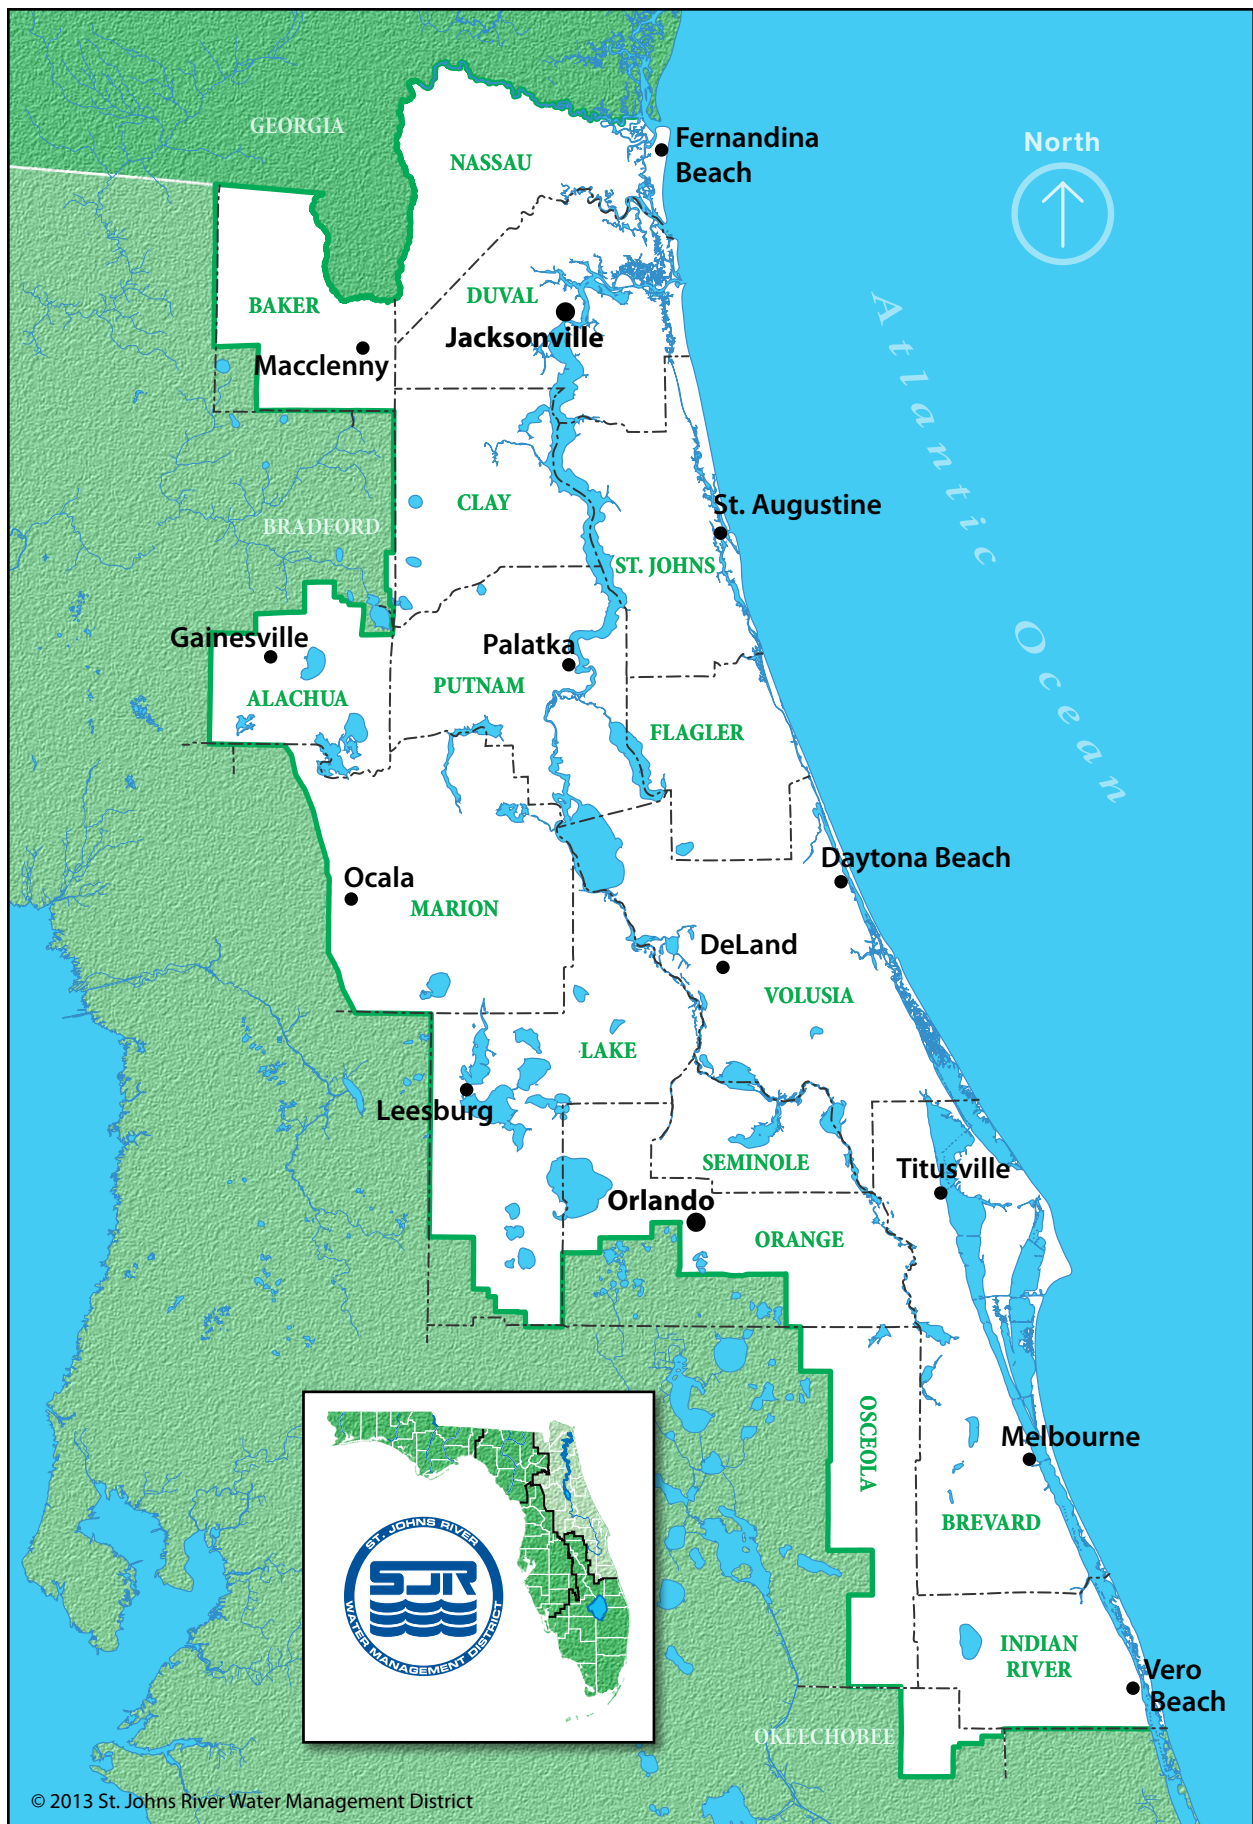 GEORGIA
North
Fernandina
Beach
NASSAU
BAKER
DUVAL
Jacksonville
Macclenny
Atlantic Ocean
CLAY
BRADFORD
St. Augustine
ST. JOHNS
Gainesville
Palatka
ALACHUA
PUTNAM
FLAGLER
Daytona Beach
Ocala
MARION
DeLand
VOLUSIA
LAKE
Leesburg
SEMINOLE
Titusville
Orlando
ORANGE
OSCEOLA
Melbourne
BREVARD
ST. JOHNS RIVER
SJR
WATER MANAGEMENT DISTRICT
INDIAN
RIVER
Vero
Beach
OKEECHOBEE
© 2013 St. Johns River Water Management District